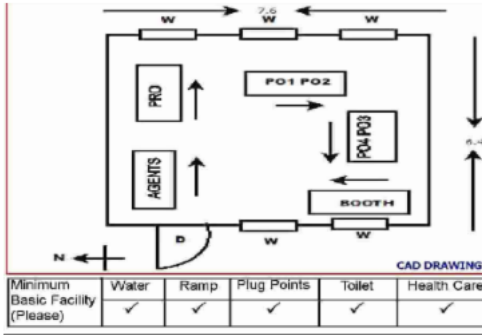 7.6
W W W
PRO
PO1 PO2
PO4 PO3
6.4
AGENTS
BOOTH
D
W W
N
CAD DRAWING
Minimum Basic Facility (Please) Water Ramp Plug Points Toilet Health Care
✓ ✓ ✓ ✓ ✓